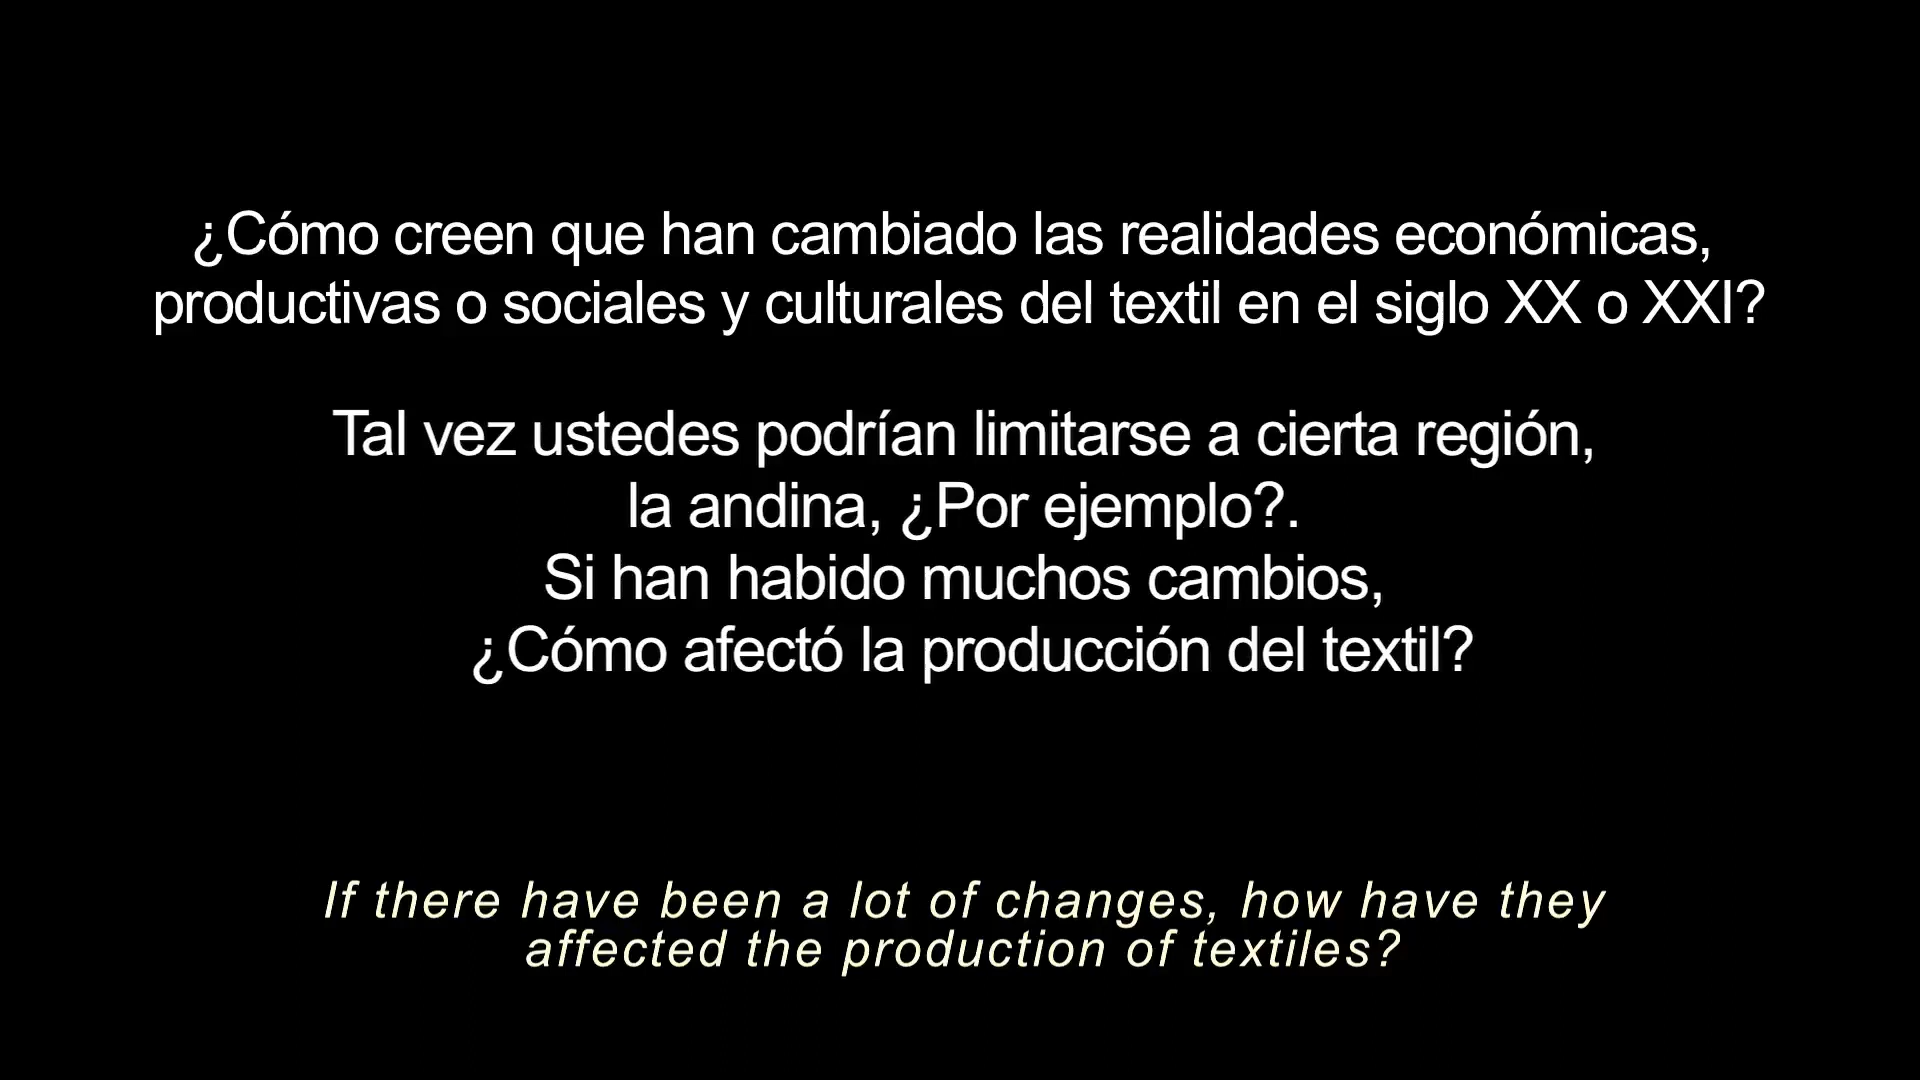 ¿Cómo creen que han cambiado las realidades económicas,
productivas o sociales y culturales del textil en el siglo XX o XXI?
Tal vez ustedes podrían limitarse a cierta región,
la andina, ¿Por ejemplo?.
Si han habido muchos cambios,
¿Cómo afectó la producción del textil?
If there have been a lot of changes, how have they
affected the production of textiles?